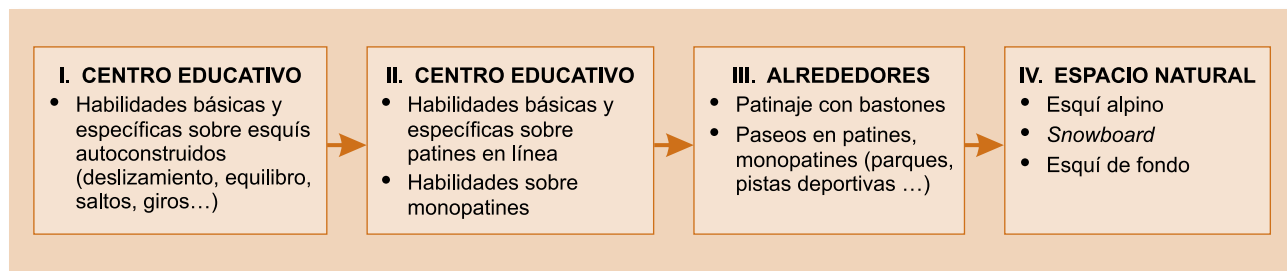 I. CENTRO EDUCATIVO
• Habilidades básicas y
específicas sobre esquís
autoconstruidos
(deslizamiento, equilibro,
saltos, giros…)
II. CENTRO EDUCATIVO
• Habilidades básicas y
específicas sobre
patines en línea
• Habilidades sobre
monopatines
III. ALREDEDORES
• Patinaje con bastones
• Paseos en patines,
monopatines (parques,
pistas deportivas …)
IV. ESPACIO NATURAL
• Esquí alpino
• Snowboard
• Esquí de fondo